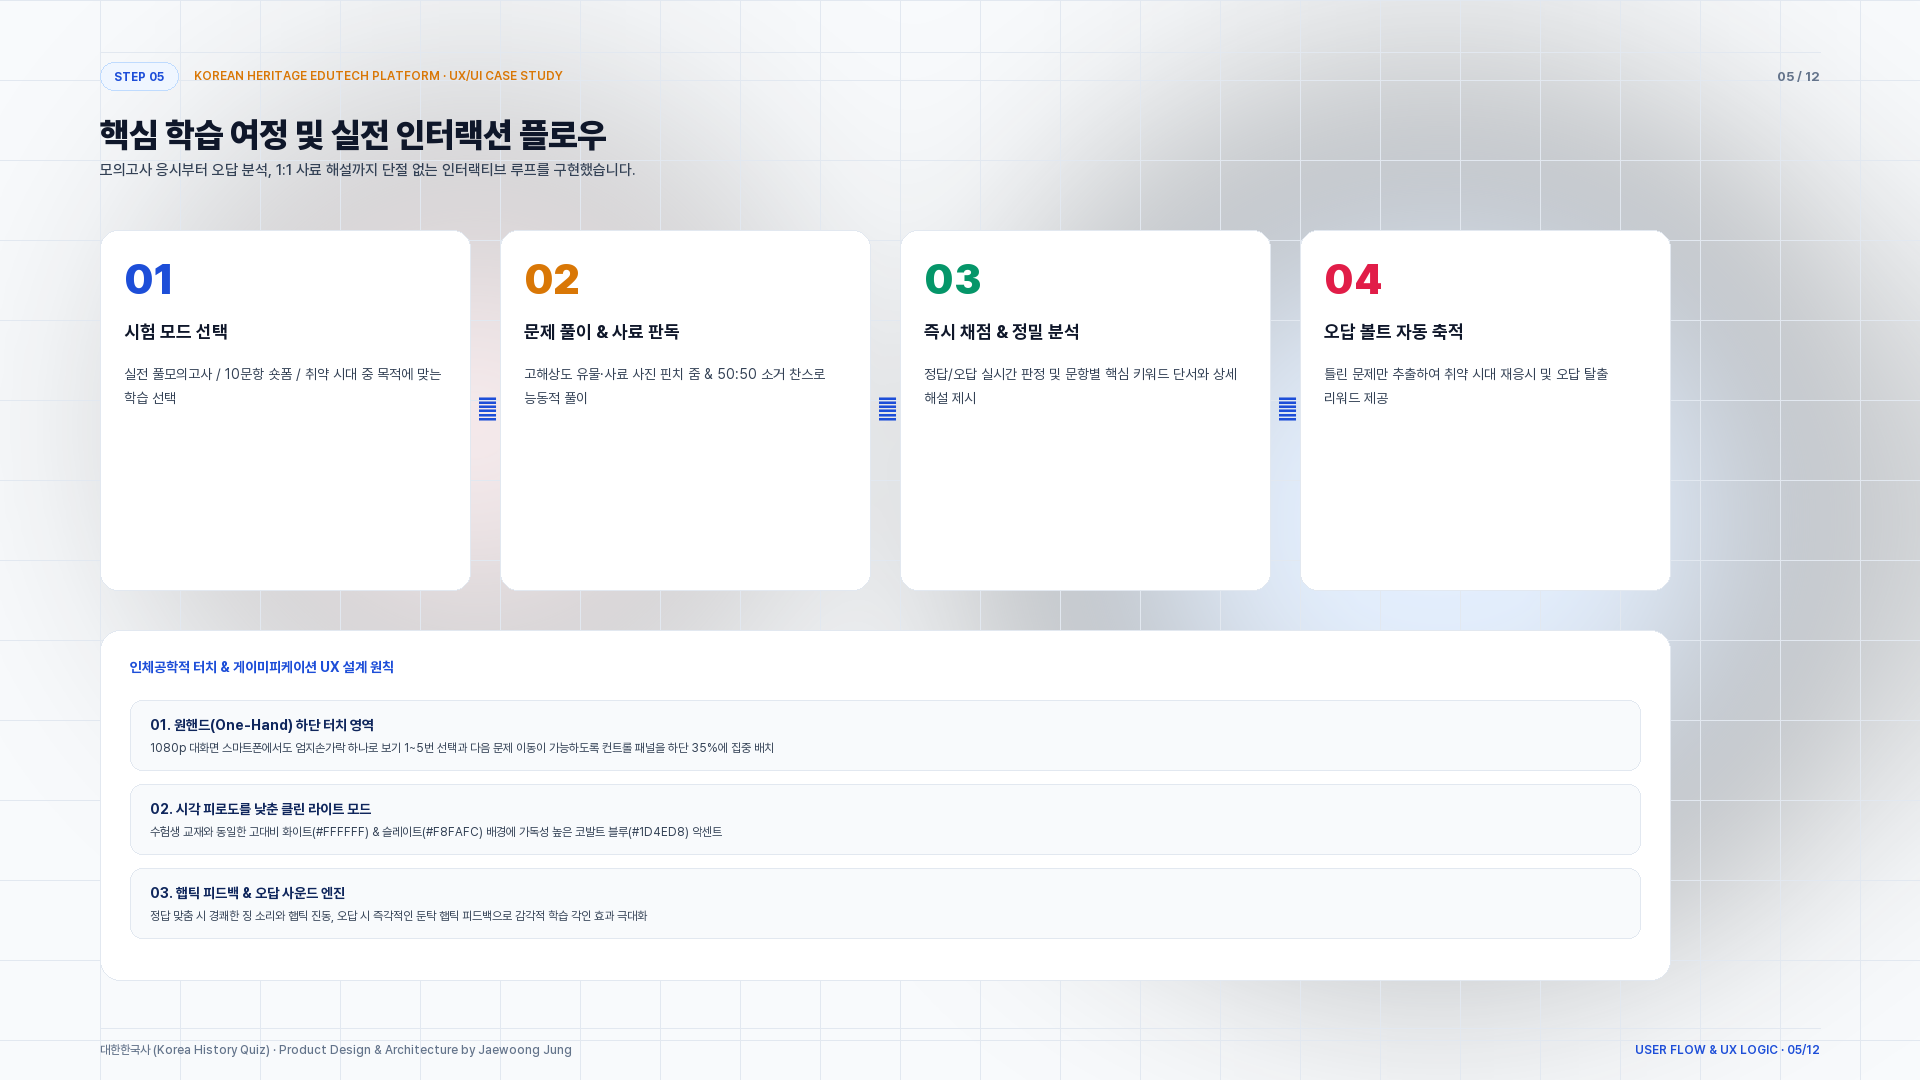 STEP 05
KOREAN HERITAGE EDUTECH PLATFORM · UX/UI CASE STUDY
05 / 12
핵심 학습 여정 및 실전 인터랙션 플로우
모의고사 응시부터 오답 분석, 1:1 사료 해설까지 단절 없는 인터랙티브 루프를 구현했습니다.
01
시험 모드 선택
실전 풀모의고사 / 10문항 숏폼 / 취약 시대 중 목적에 맞는
학습 선택
02
문제 풀이 & 사료 판독
고해상도 유물·사료 사진 핀치 줌 & 50:50 소거 찬스로
능동적 풀이
03
즉시 채점 & 정밀 분석
정답/오답 실시간 판정 및 문항별 핵심 키워드 단서와 상세
해설 제시
04
오답 볼트 자동 축적
틀린 문제만 추출하여 취약 시대 재응시 및 오답 탈출
리워드 제공
인체공학적 터치 & 게이미피케이션 UX 설계 원칙
01. 원핸드(One-Hand) 하단 터치 영역
1080p 대화면 스마트폰에서도 엄지손가락 하나로 보기 1~5번 선택과 다음 문제 이동이 가능하도록 컨트롤 패널을 하단 35%에 집중 배치
02. 시각 피로도를 낮춘 클린 라이트 모드
수험생 교재와 동일한 고대비 화이트(#FFFFFF) & 슬레이트(#F8FAFC) 배경에 가독성 높은 코발트 블루(#1D4ED8) 악센트
03. 햅틱 피드백 & 오답 사운드 엔진
정답 맞춤 시 경쾌한 징 소리와 햅틱 진동, 오답 시 즉각적인 둔탁 햅틱 피드백으로 감각적 학습 각인 효과 극대화
대한한국사 (Korea History Quiz) · Product Design & Architecture by Jaewoong Jung
USER FLOW & UX LOGIC · 05/12